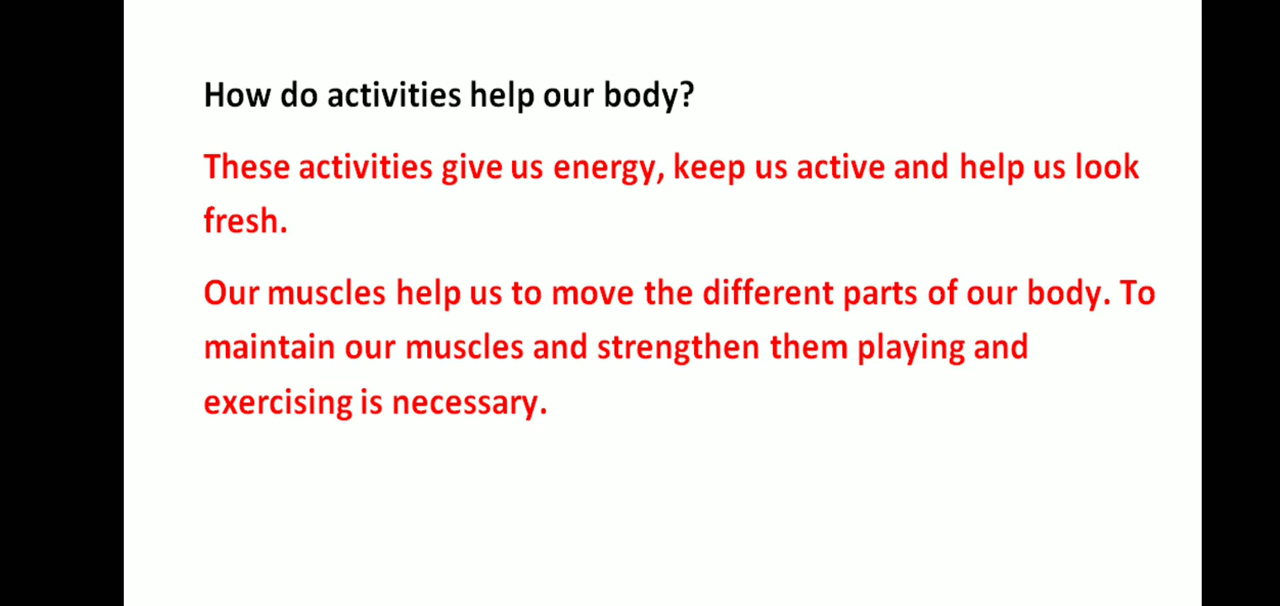 How do activities help our body?
These activities give us energy, keep us active and help us look
fresh.
Our muscles help us to move the different parts of our body. To
maintain our muscles and strengthen them playing and
exercising is necessary.